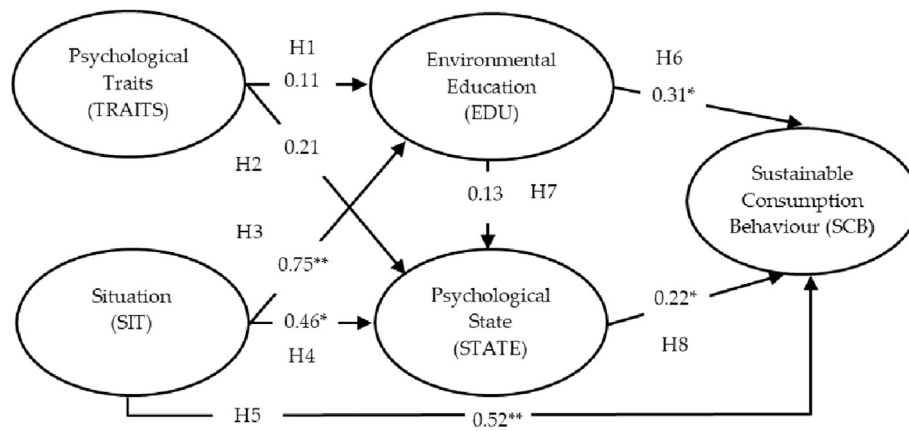 Psychological
Traits
(TRAITS)
H1
0.11
Environmental
Education
(EDU)
H6
0.31*
H2
0.21
0.13
H7
Sustainable
Consumption
Behaviour (SCB)
H3
0.75**
Situation
(SIT)
0.46*
H4
Psychological
State
(STATE)
0.22*
H8
H5
0.52**